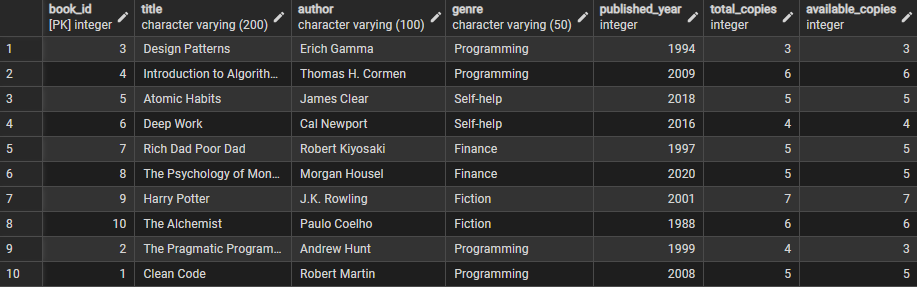 book_id title author genre published_year total_copies available_copies
[PK] integer character varying (200) character varying (100) character varying (50) integer integer integer
1 3 Design Patterns Erich Gamma Programming 1994 3 3
2 4 Introduction to Algorith... Thomas H. Cormen Programming 2009 6 6
3 5 Atomic Habits James Clear Self-help 2018 5 5
4 6 Deep Work Cal Newport Self-help 2016 4 4
5 7 Rich Dad Poor Dad Robert Kiyosaki Finance 1997 5 5
6 8 The Psychology of Mon... Morgan Housel Finance 2020 5 5
7 9 Harry Potter J.K. Rowling Fiction 2001 7 7
8 10 The Alchemist Paulo Coelho Fiction 1988 6 6
9 2 The Pragmatic Program... Andrew Hunt Programming 1999 4 3
10 1 Clean Code Robert Martin Programming 2008 5 5